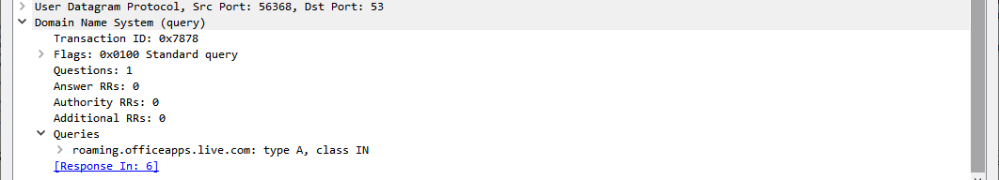 User Datagram Protocol, Src Port: 56368, Dst Port: 53
Domain Name System (query)
Transaction ID: 0x7878
Flags: 0x0100 Standard query
Questions: 1
Answer RRs: 0
Authority RRs: 0
Additional RRs: 0
Queries
roaming.officeapps.live.com: type A, class IN
[Response In: 6]